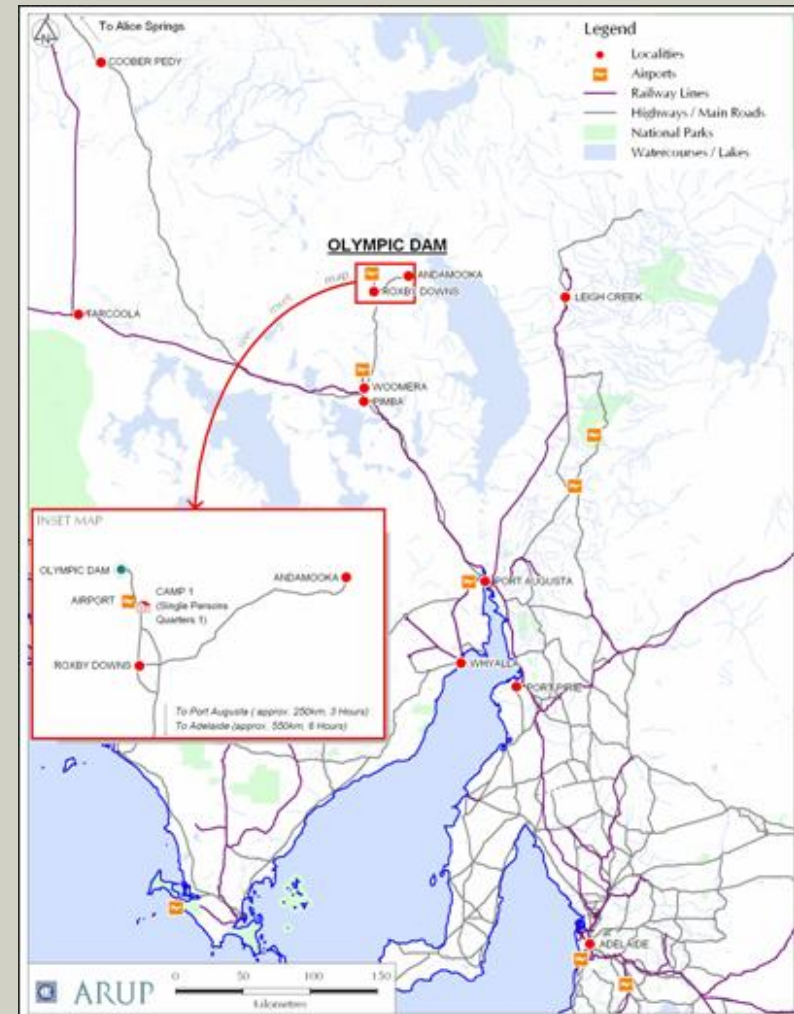 To Alice Springs
N
COOBER PEDY
Legend
Localities
Airports
Railway Lines
Highways / Main Roads
National Parks
Watercourses / Lakes
OLYMPIC DAM
ANDAMOOKA
ROXBY DOWNS
see inset map
LEIGH CREEK
TARCOOLA
WOOMERA
PIMBA
INSET MAP
OLYMPIC DAM
ANDAMOOKA
AIRPORT
CAMP 1
(Single Persons
Quarters 1)
ROXBY DOWNS
To Port Augusta ( approx. 250km, 3 Hours)
To Adelaide (approx. 550km, 6 Hours)
PORT AUGUSTA
WHYALLA
PORT PIRIE
ADELAIDE
ARUP
0 50 100 150
Kilometres